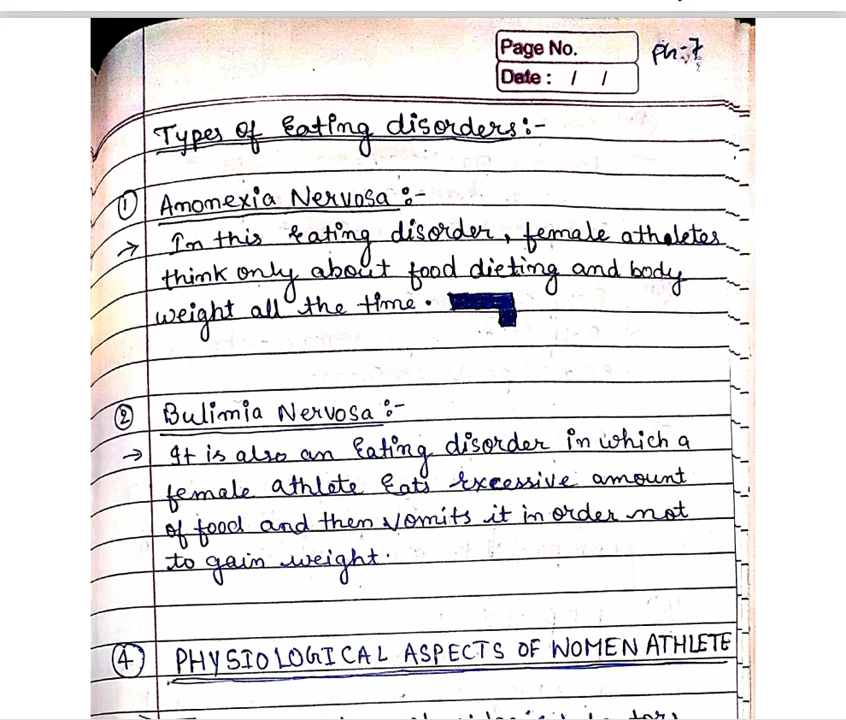 Page No.
Ph:-7
Date : / /
Types of Eating disorders:-
① Anonexia Nervosa :-
→ In this eating disorder, female atheletes
think only about food dieting and body
weight all the time.
② Bulimia Nervosa :-
→ It is also an Eating disorder in which a
female athlete Eats excessive amount
of food and then vomits it in order not
to gain weight.
④ PHYSIOLOGICAL ASPECTS OF WOMEN ATHLETE